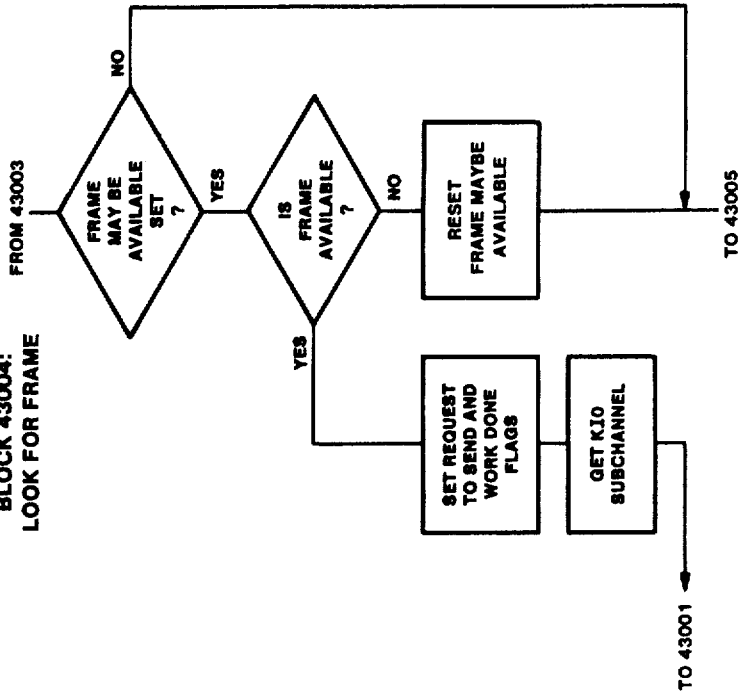 BLOCK 43004:
LOOK FOR FRAME
FROM 43003
FRAME
MAY BE
AVAILABLE
SET
?
NO
YES
IS
FRAME
AVAILABLE
?
YES
NO
RESET
FRAME MAYBE
AVAILABLE
SET REQUEST
TO SEND AND
WORK DONE
FLAGS
GET KIO
SUBCHANNEL
TO 43001
TO 43005